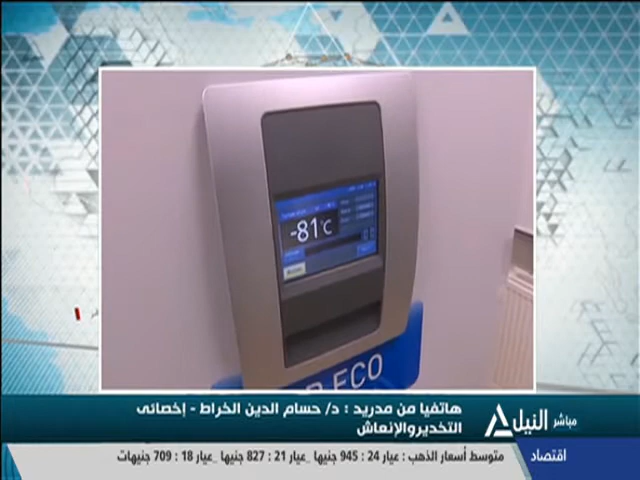 -81°C
ECO
هاتفيا من مدريد : د/ حسام الدين الخراط - إخصائى
التخديروالإنعاش
النيل مباشر
اقتصاد
متوسط أسعار الذهب : عيار 24 : 945 جنيها _عيار 21 : 827 جنيها _عيار 18 : 709 جنيهات